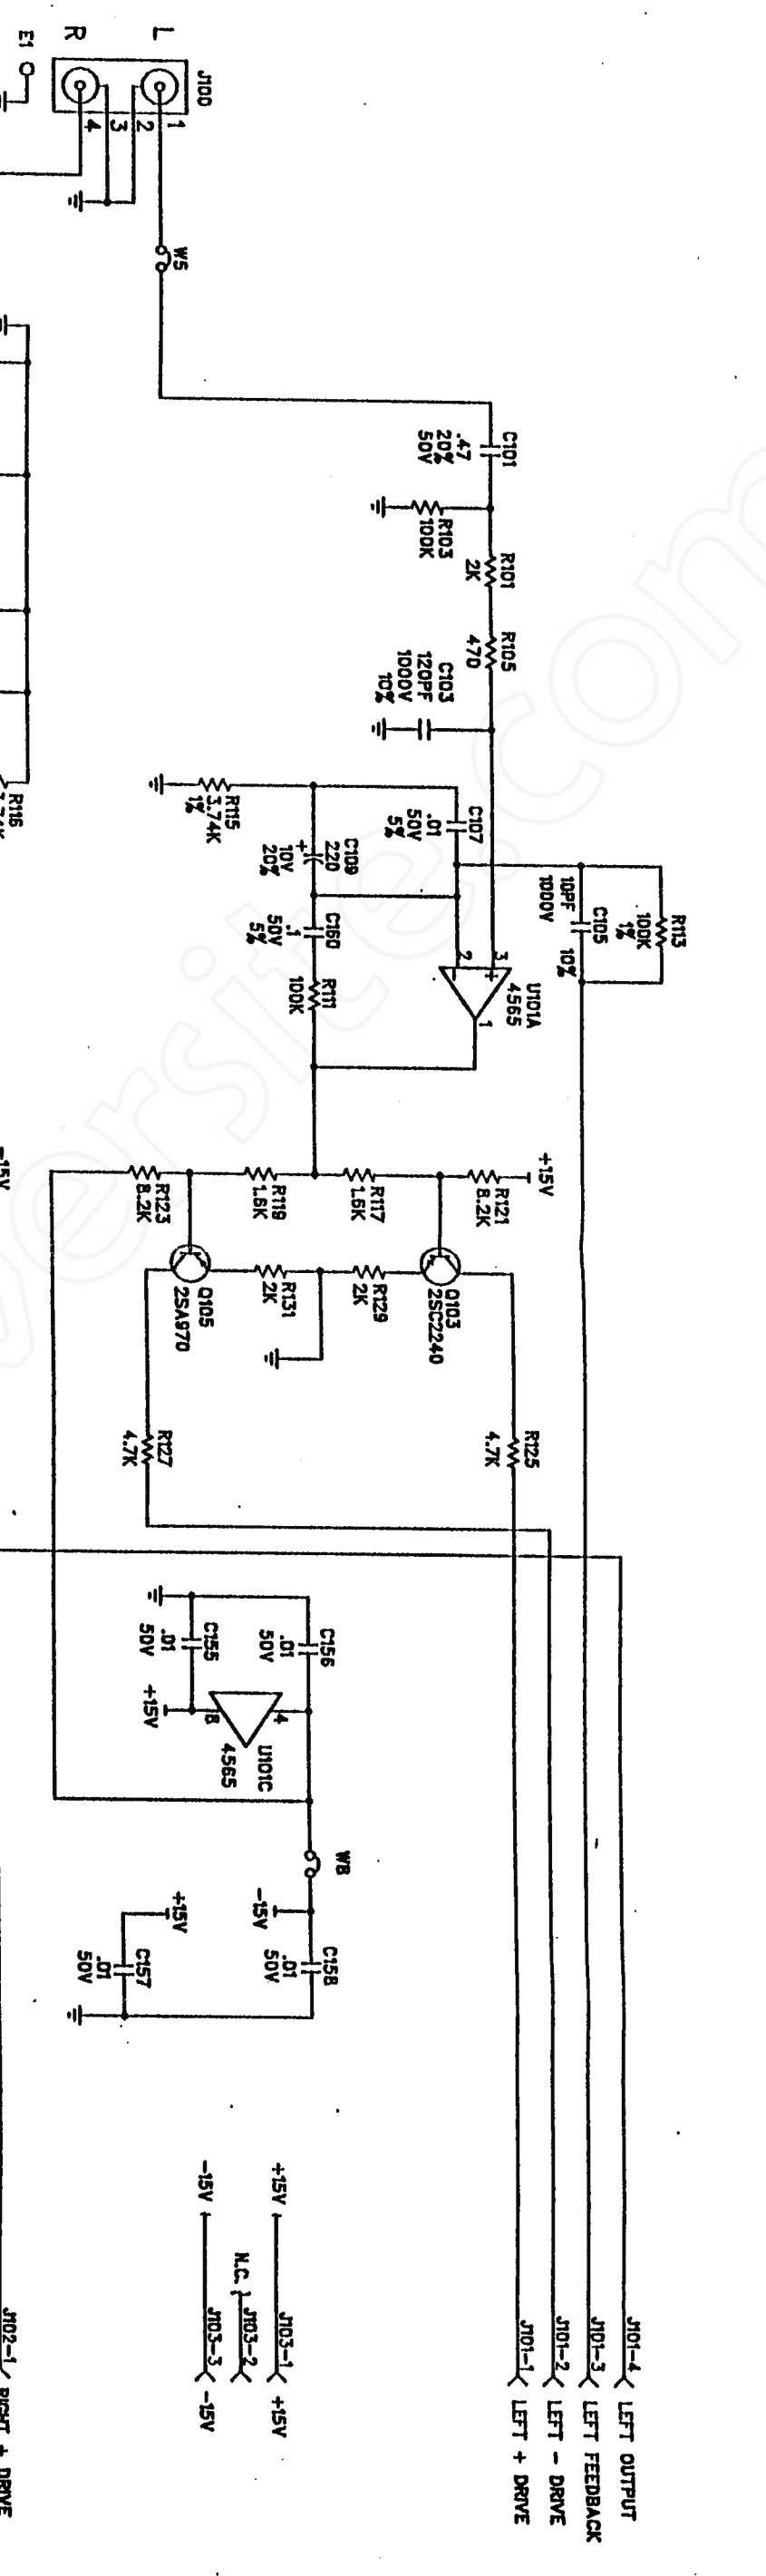 L
R
E1
J100
1
2
3
4
W5
C101
.47
20%
50V
R103
100K
R101
2K
R105
470
C103
120PF
1000V
10%
R115
3.74K
1%
C107
.01
50V
5%
C109
220
10V
20%
+
C160
.1
50V
5%
R111
100K
R113
100K
1%
C105
10%
10PF
1000V
U101A
4565
3
2
1
+
–
R116
+15V
R121
8.2K
R117
1.5K
R119
1.5K
R123
8.2K
Q103
2SC2240
R129
2K
R131
2K
Q105
2SA970
-15V
R125
4.7K
R127
4.7K
C156
.01
50V
C155
.01
50V
+15V
8
4
U101C
4565
W8
-15V
C158
.01
50V
+15V
C157
.01
50V
+15V
J103-1
+15V
N.C.
J103-2
-15V
J103-3
-15V
J101-4
LEFT OUTPUT
J101-3
LEFT FEEDBACK
J101-2
LEFT - DRIVE
J101-1
LEFT + DRIVE
J102-1
RIGHT + DRIVE